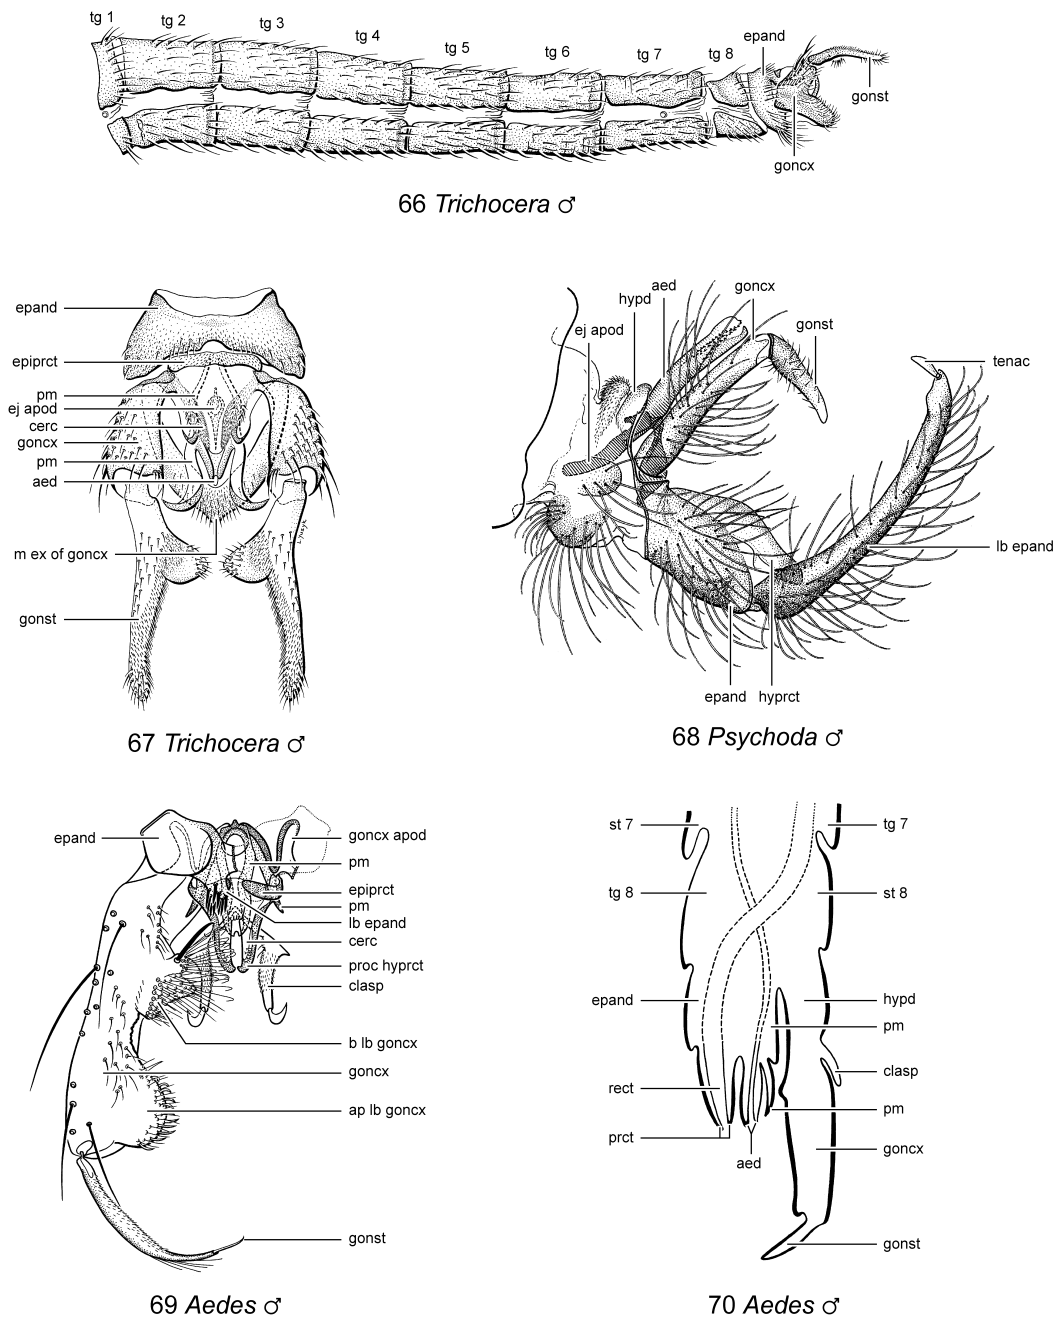 tg 1
tg 2
tg 3
tg 4
tg 5
tg 6
tg 7
tg 8
epand
gonst
goncx
66 Trichocera ♂
epand
epiprct
pm
ej apod
cerc
goncx
pm
aed
m ex of goncx
gonst
67 Trichocera ♂
ej apod
hypd
aed
goncx
gonst
tenac
lb epand
epand
hyprct
68 Psychoda ♂
epand
goncx apod
pm
epiprct
pm
lb epand
cerc
proc hyprct
clasp
b lb goncx
goncx
ap lb goncx
gonst
69 Aedes ♂
st 7
tg 7
tg 8
st 8
epand
hypd
pm
rect
clasp
pm
prct
aed
goncx
gonst
70 Aedes ♂